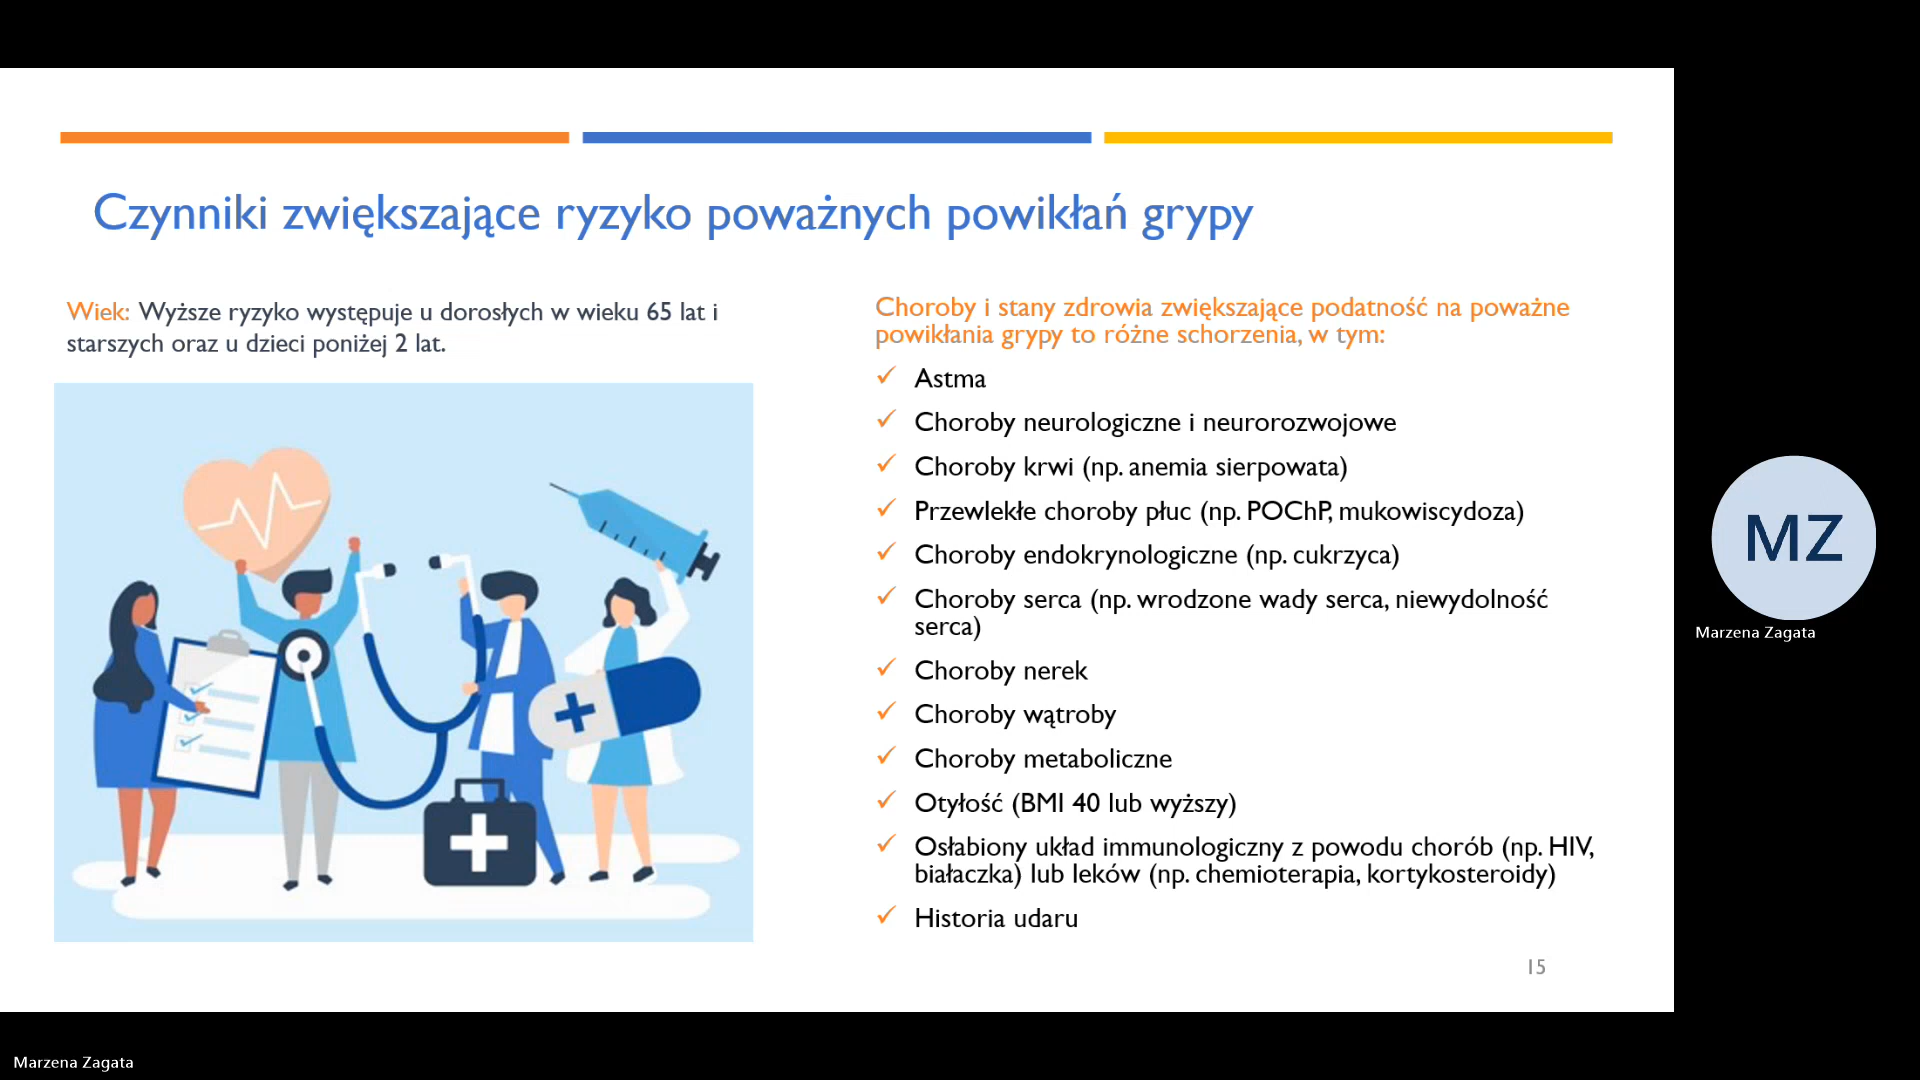 Czynniki zwiększające ryzyko poważnych powikłań grypy
Wiek: Wyższe ryzyko występuje u dorosłych w wieku 65 lat i
starszych oraz u dzieci poniżej 2 lat.
Choroby i stany zdrowia zwiększające podatność na poważne
powikłania grypy to różne schorzenia, w tym:
✓ Astma
✓ Choroby neurologiczne i neurorozwojowe
✓ Choroby krwi (np. anemia sierpowata)
✓ Przewlekłe choroby płuc (np. POChP, mukowiscydoza)
✓ Choroby endokrynologiczne (np. cukrzyca)
✓ Choroby serca (np. wrodzone wady serca, niewydolność
serca)
✓ Choroby nerek
✓ Choroby wątroby
✓ Choroby metaboliczne
✓ Otyłość (BMI 40 lub wyższy)
✓ Osłabiony układ immunologiczny z powodu chorób (np. HIV,
białaczka) lub leków (np. chemioterapia, kortykosteroidy)
✓ Historia udaru
15
MZ
Marzena Zagata
Marzena Zagata